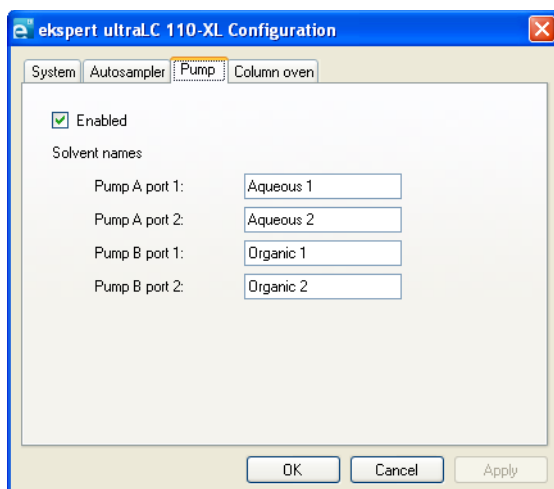 ekspert ultraLC 110-XL Configuration
System Autosampler Pump Column oven
Enabled
Solvent names
Pump A port 1: Aqueous 1
Pump A port 2: Aqueous 2
Pump B port 1: Organic 1
Pump B port 2: Organic 2
OK Cancel Apply